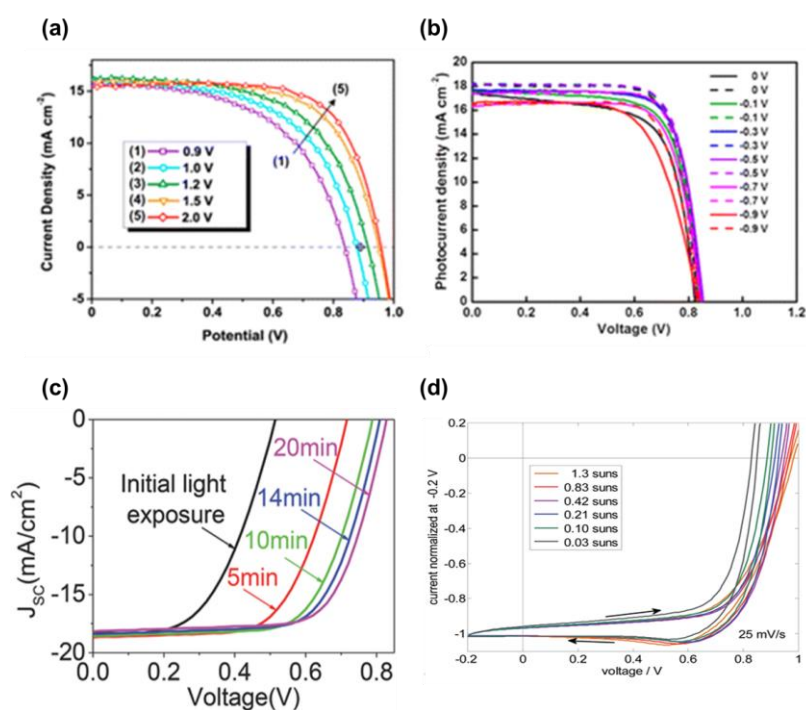 (a)
Current Density (mA cm⁻²)
15
10
5
0
-5
(1) 0.9 V
(2) 1.0 V
(3) 1.2 V
(4) 1.5 V
(5) 2.0 V
(5)
(1)
0.0 0.2 0.4 0.6 0.8 1.0
Potential (V)
(b)
Photocurrent density (mA cm⁻²)
20
18
16
14
12
10
8
6
4
2
0
0 V
0 V
-0.1 V
-0.1 V
-0.3 V
-0.3 V
-0.5 V
-0.5 V
-0.7 V
-0.7 V
-0.9 V
-0.9 V
0.0 0.2 0.4 0.6 0.8 1.0 1.2
Voltage (V)
(c)
J_SC(mA/cm²)
0
-5
-10
-15
-20
Initial light
exposure
20min
14min
10min
5min
0.0 0.2 0.4 0.6 0.8
Voltage(V)
(d)
current normalized at -0.2 V
0.2
0
-0.2
-0.4
-0.6
-0.8
-1
1.3 suns
0.83 suns
0.42 suns
0.21 suns
0.10 suns
0.03 suns
25 mV/s
-0.2 0 0.2 0.4 0.6 0.8 1
voltage / V